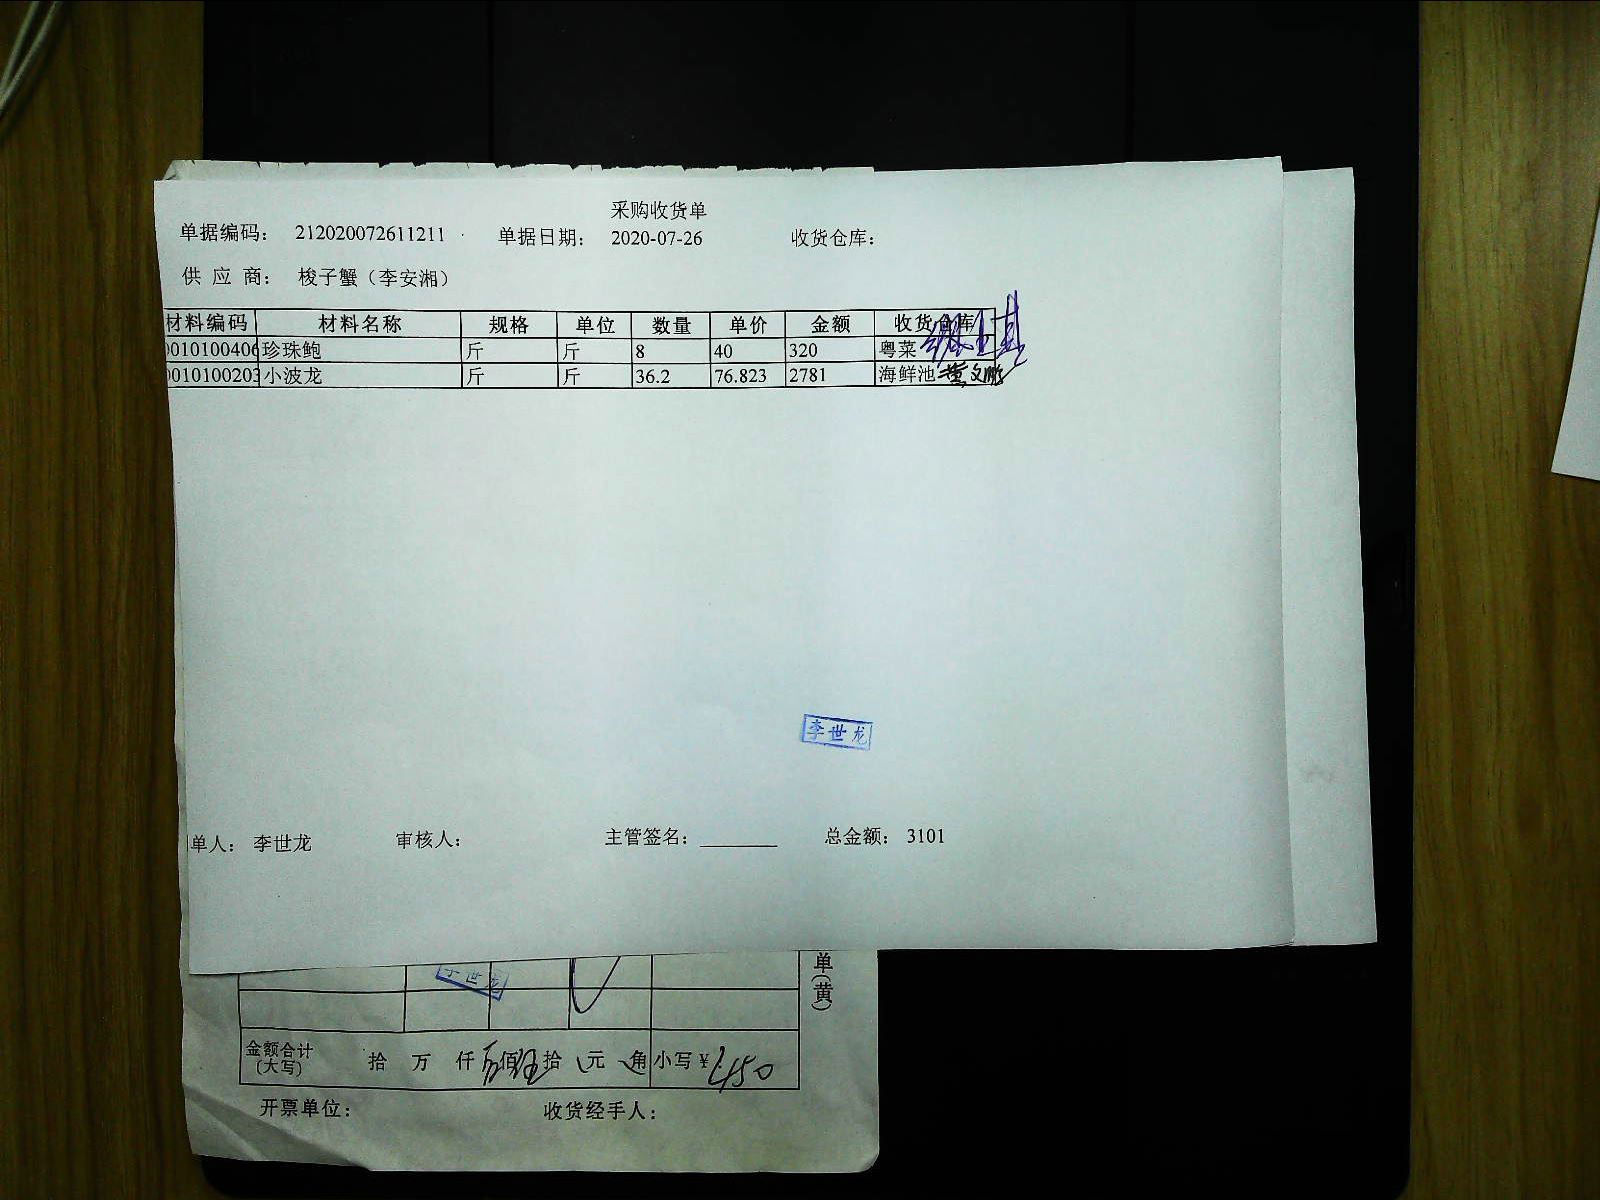 采购收货单
单据编码： 212020072611211 单据日期： 2020-07-26 收货仓库：
供 应 商： 梭子蟹（李安湘）
材料编码 材料名称 规格 单位 数量 单价 金额 收货仓库
0010100406 珍珠鲍 斤 斤 8 40 320 粤菜
0010100203 小波龙 斤 斤 36.2 76.823 2781 海鲜池
李世龙
单人： 李世龙 审核人： 主管签名： 总金额： 3101
李世龙
单(黄)
金额合计 拾 万 仟 佰 拾 元 角 小写￥
(大写)
开票单位： 收货经手人：